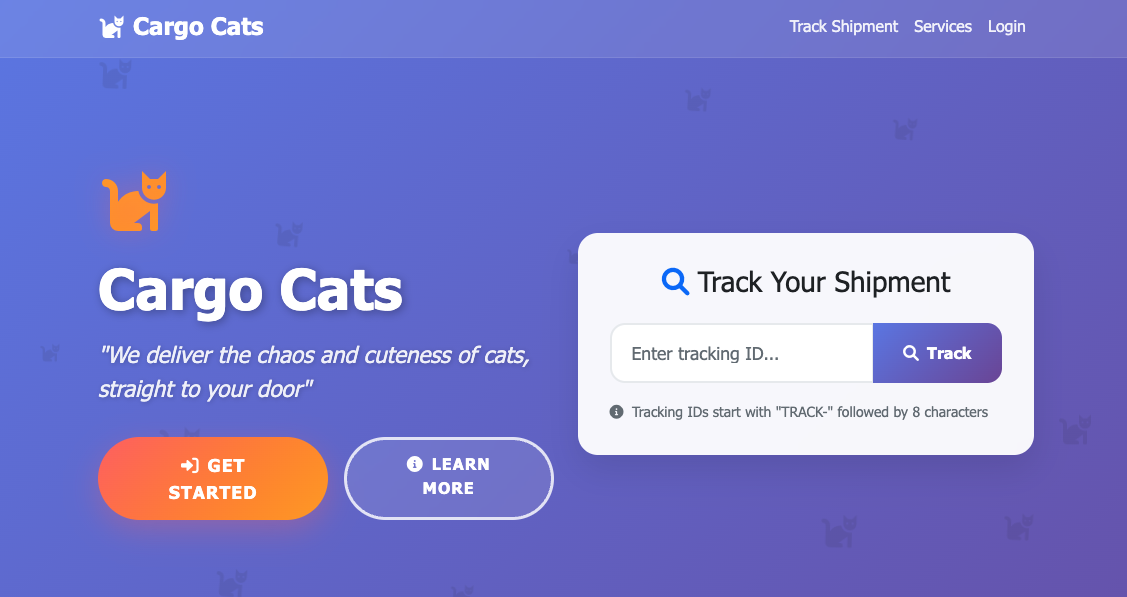 Cargo Cats
Track Shipment Services Login
Cargo Cats
"We deliver the chaos and cuteness of cats,
straight to your door"
GET
STARTED
LEARN
MORE
Track Your Shipment
Enter tracking ID...
Track
Tracking IDs start with "TRACK-" followed by 8 characters